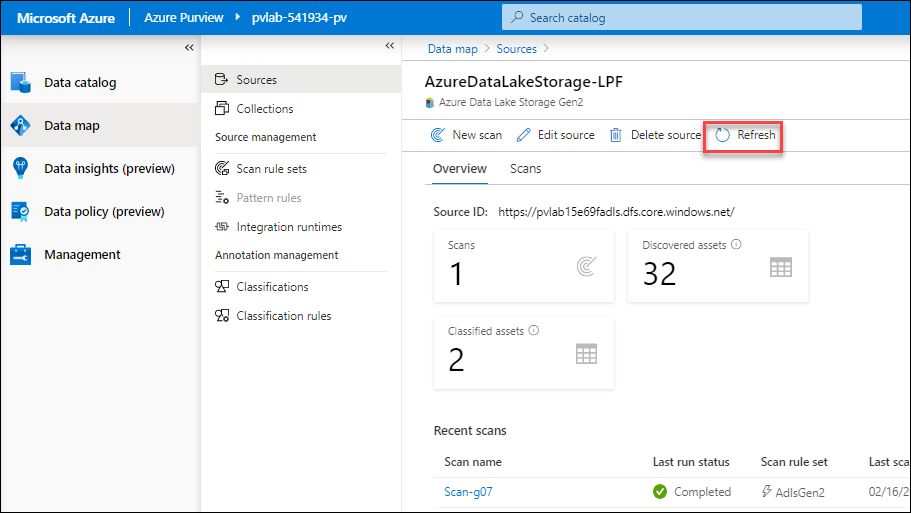 Microsoft Azure Azure Purview pvlab-541934-pv Search catalog
Data catalog
Data map
Data insights (preview)
Data policy (preview)
Management
Sources
Collections
Source management
Scan rule sets
Pattern rules
Integration runtimes
Annotation management
Classifications
Classification rules
Data map > Sources >
AzureDataLakeStorage-LPF
Azure Data Lake Storage Gen2
New scan Edit source Delete source Refresh
Overview Scans
Source ID: https://pvlab15e69fadls.dfs.core.windows.net/
Scans
1
Discovered assets
32
Classified assets
2
Recent scans
Scan name Last run status Scan rule set Last sca
Scan-g07 Completed AdlsGen2 02/16/2